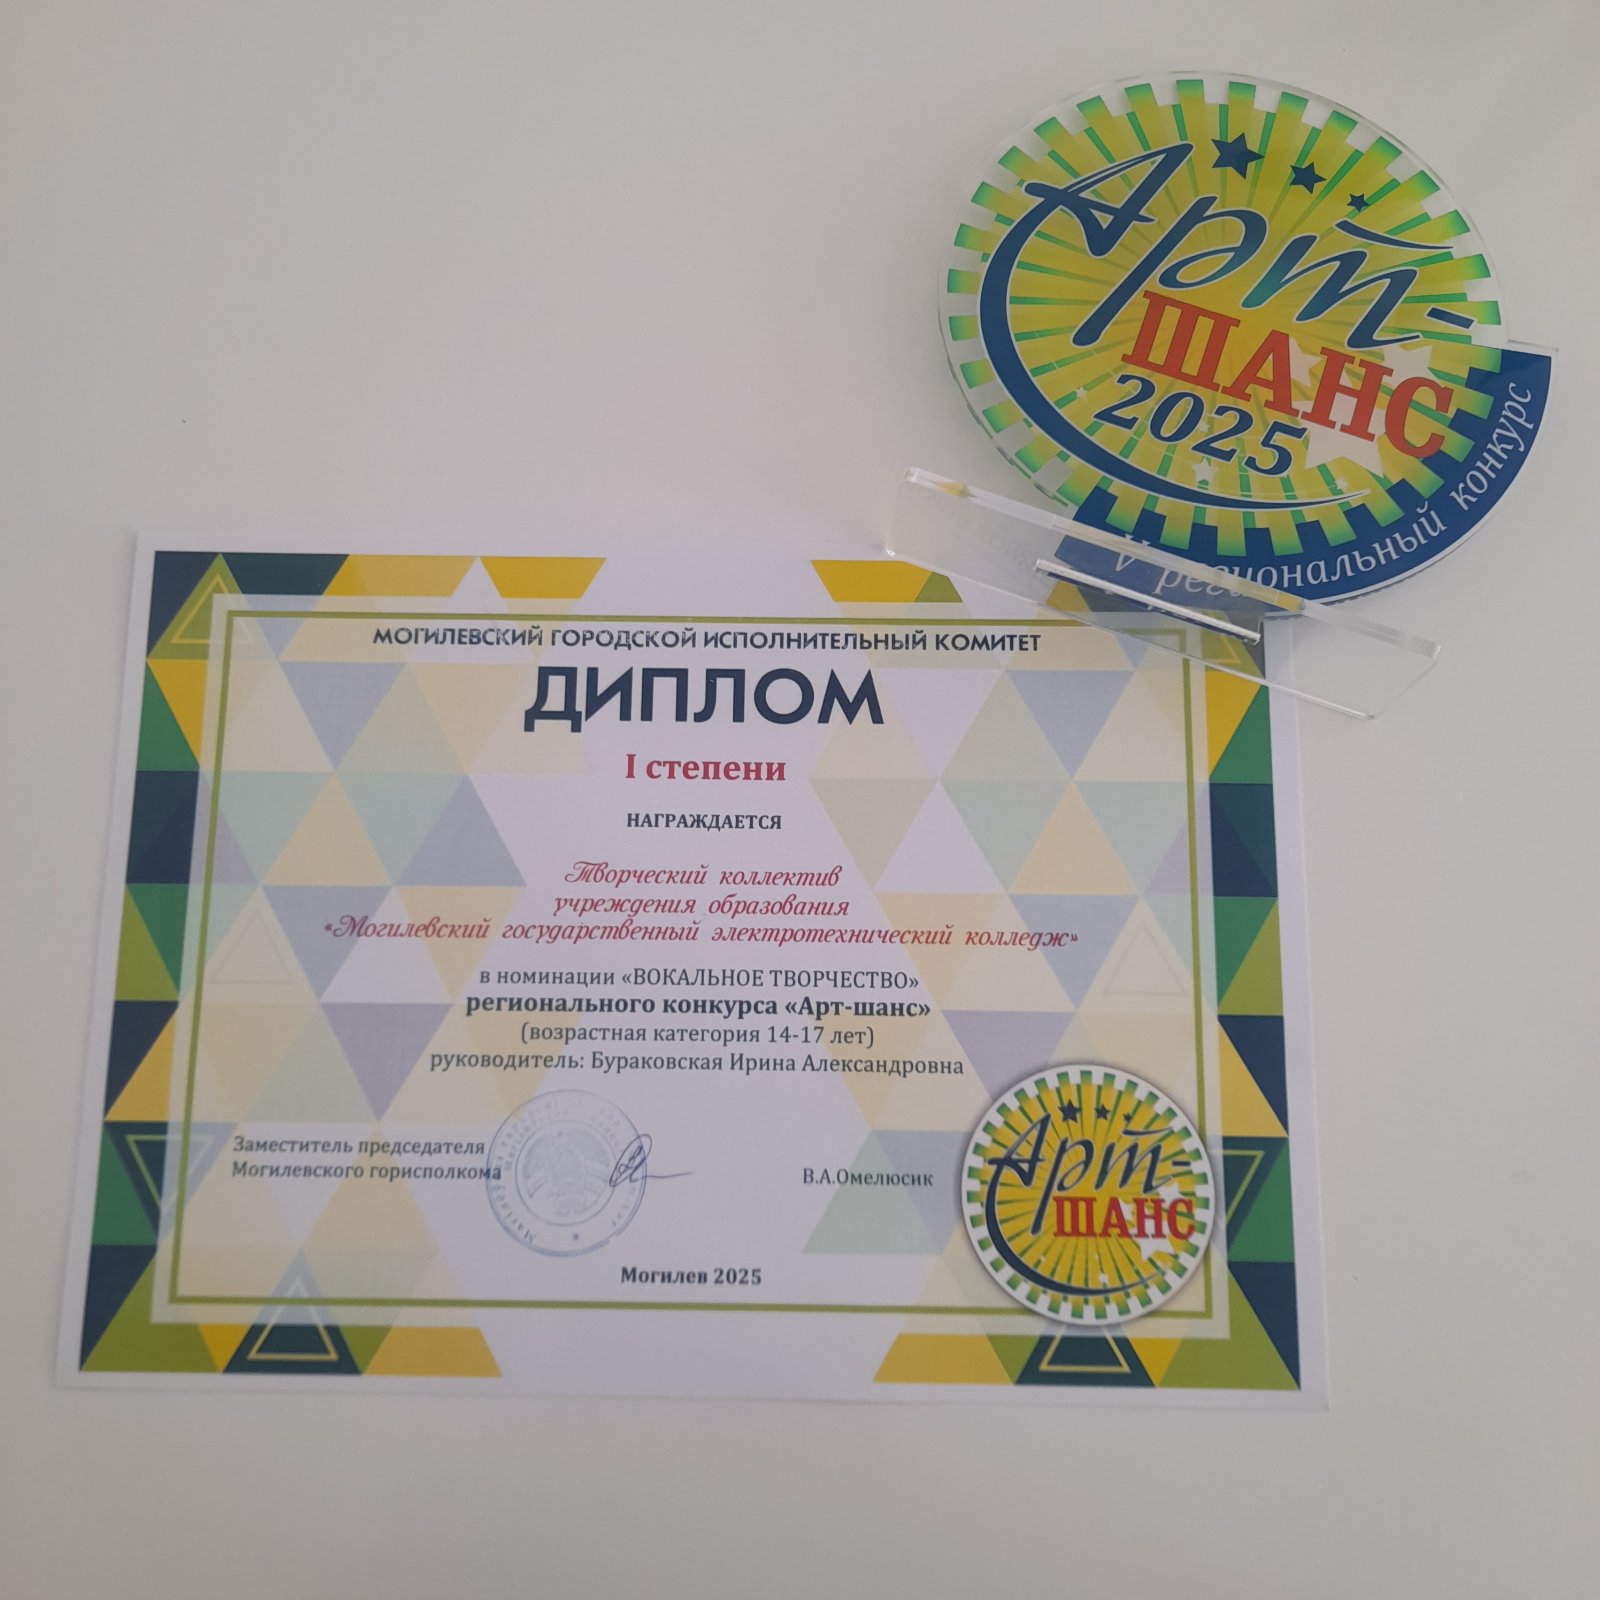 Арт-
ШАНС
2025
V региональный конкурс
МОГИЛЕВСКИЙ ГОРОДСКОЙ ИСПОЛНИТЕЛЬНЫЙ КОМИТЕТ
ДИПЛОМ
I степени
НАГРАЖДАЕТСЯ
Творческий коллектив
учреждения образования
«Могилевский государственный электротехнический колледж»
в номинации «ВОКАЛЬНОЕ ТВОРЧЕСТВО»
регионального конкурса «Арт-шанс»
(возрастная категория 14-17 лет)
руководитель: Бураковская Ирина Александровна
Заместитель председателя
Могилевского горисполкома
В.А.Омелюсик
Арт-
ШАНС
Могилев 2025